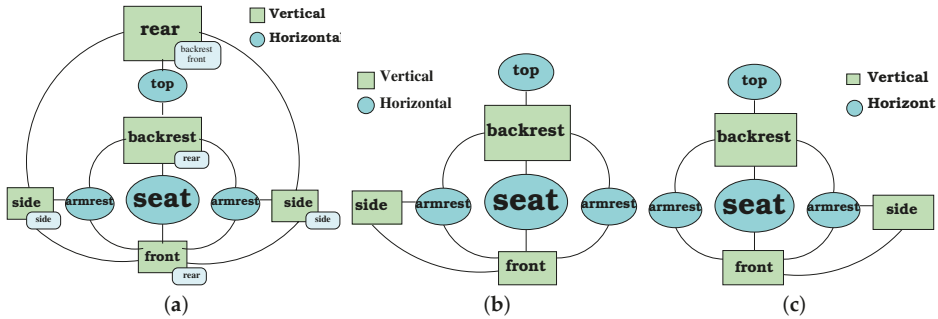 rear
backrest
front
top
backrest
rear
seat
armrest
armrest
side
side
side
side
front
rear
Vertical
Horizontal
(a)
Vertical
Horizontal
top
backrest
seat
armrest
armrest
side
front
(b)
Vertical
Horizont
top
backrest
seat
armrest
armrest
side
front
(c)